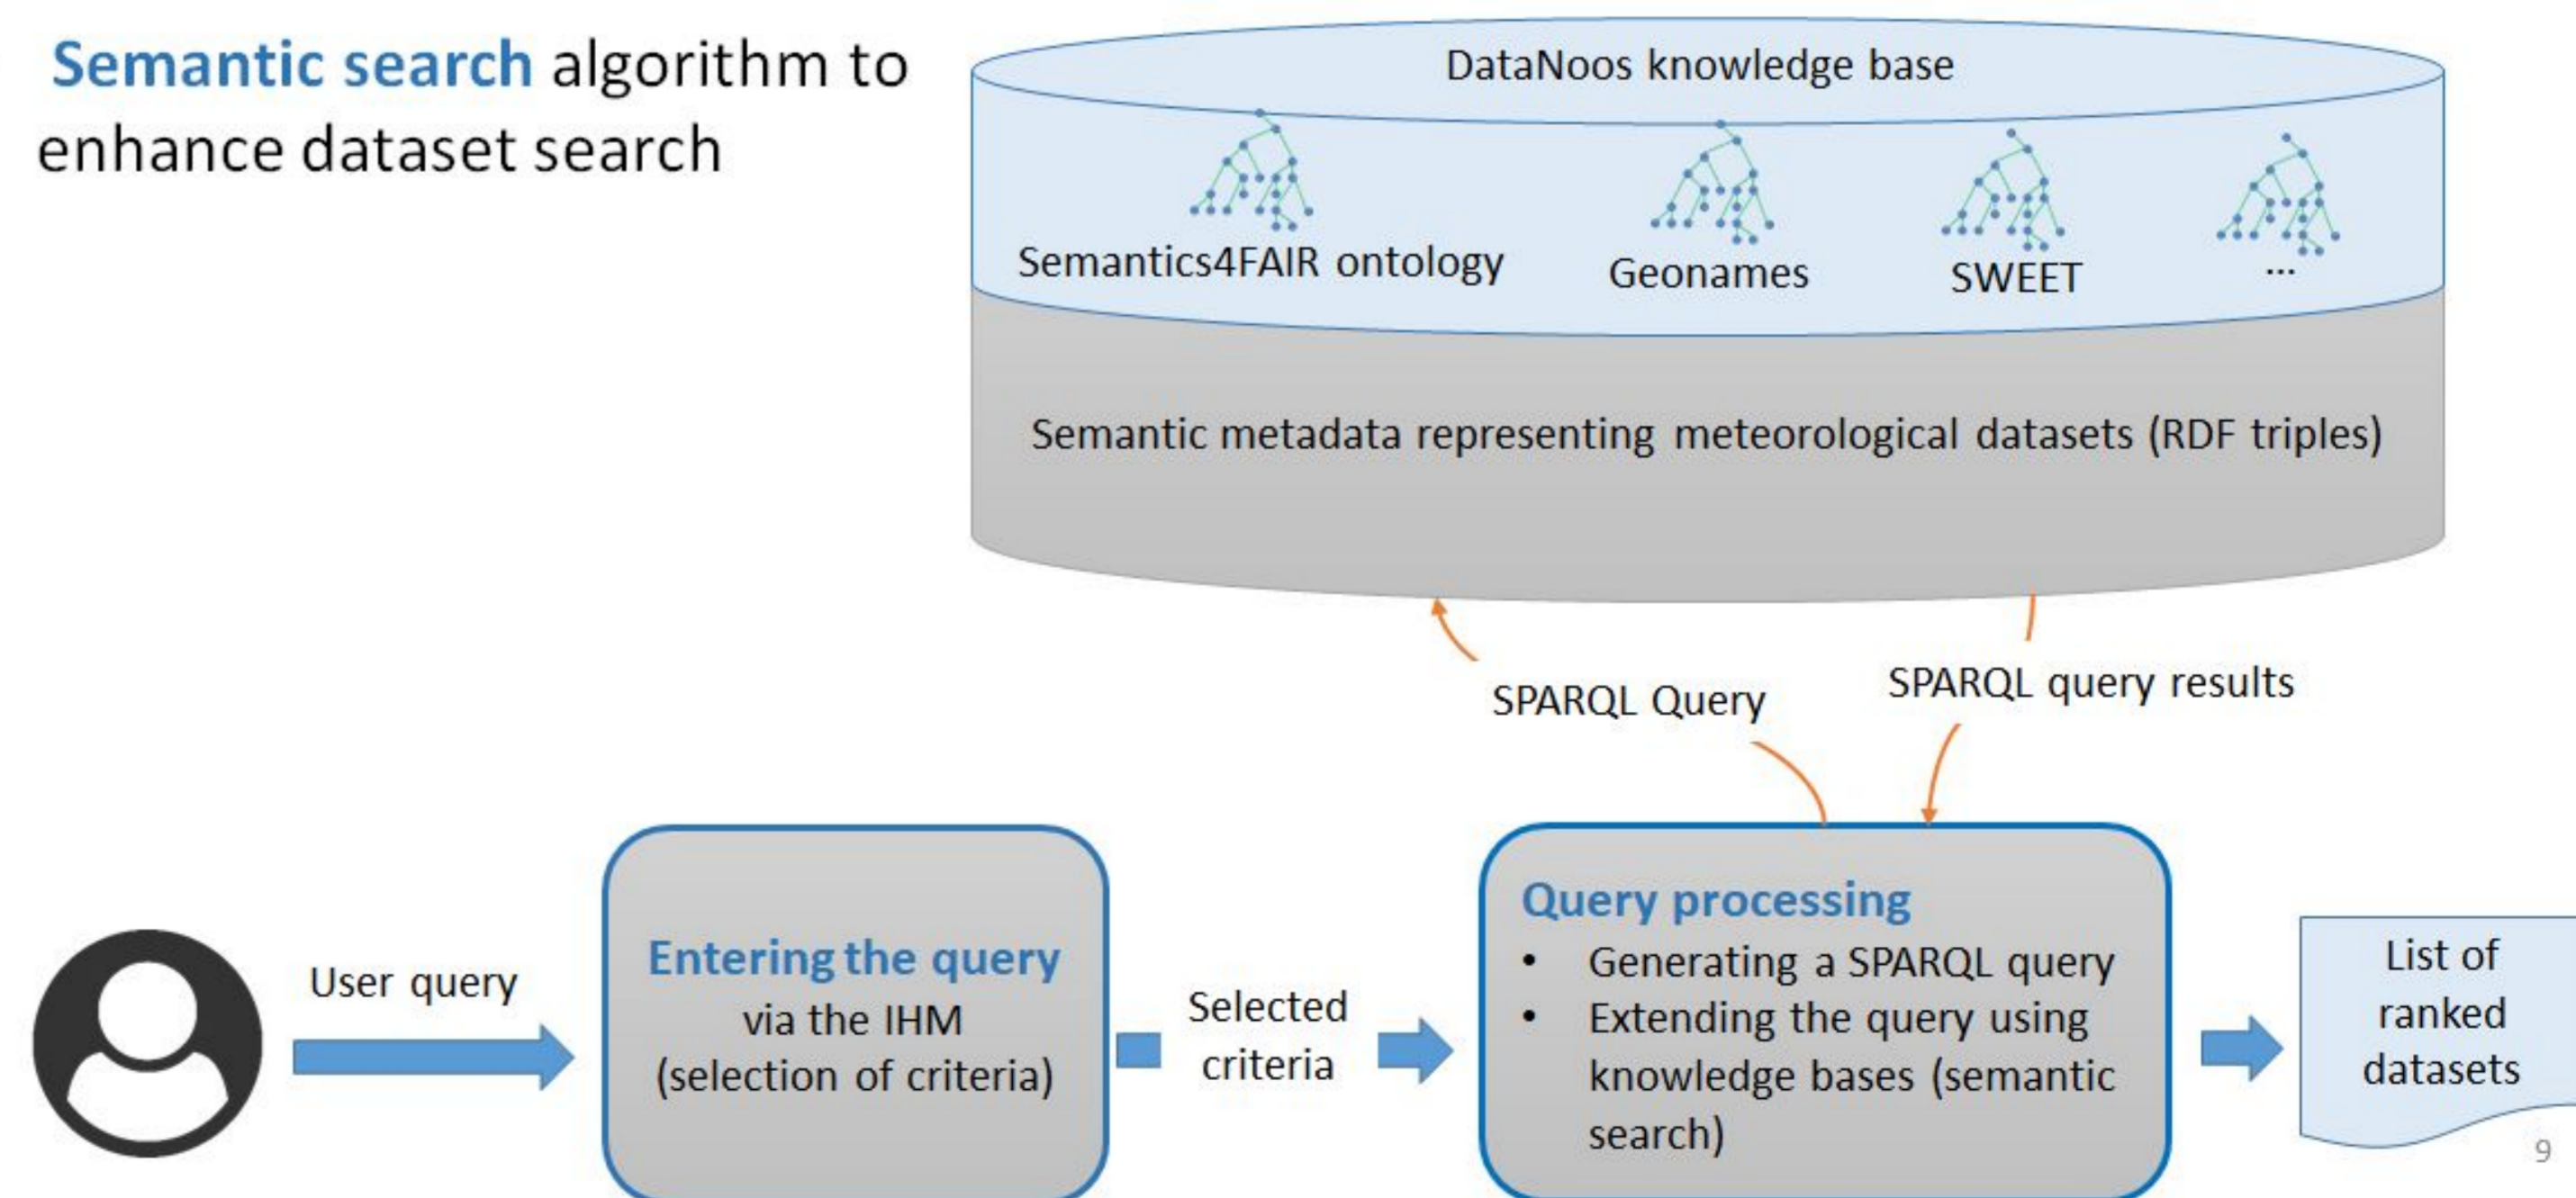 Semantic search algorithm to
enhance dataset search
DataNoos knowledge base
Semantics4FAIR ontology
Geonames
SWEET
...
Semantic metadata representing meteorological datasets (RDF triples)
SPARQL Query
SPARQL query results
User query
Entering the query
via the IHM
(selection of criteria)
Selected
criteria
Query processing
• Generating a SPARQL query
• Extending the query using
knowledge bases (semantic
search)
List of
ranked
datasets
9